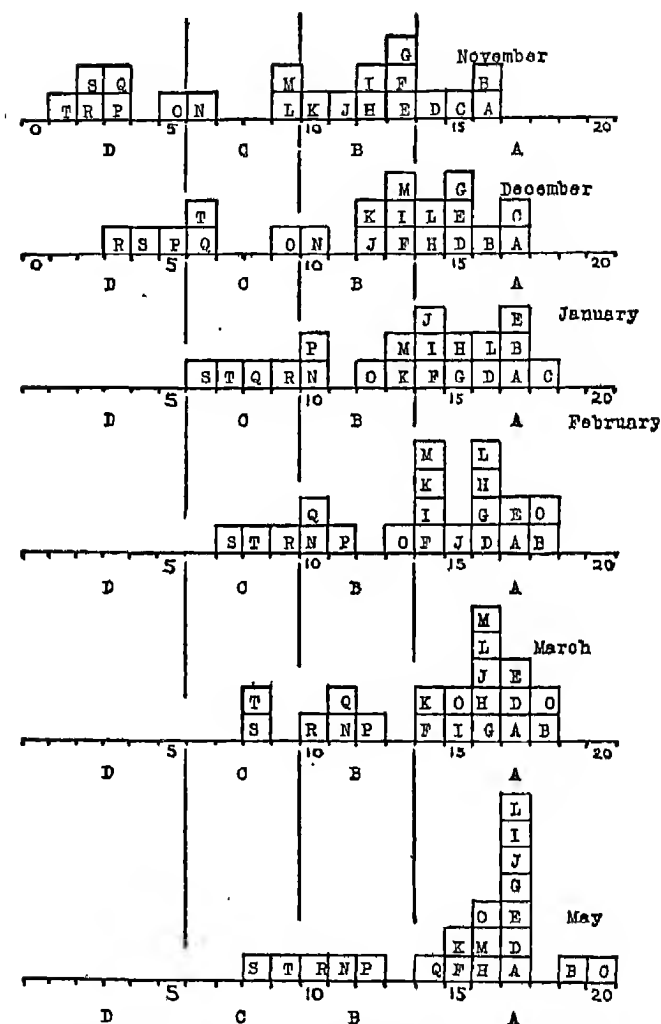 G November
S Q M I F B
T R P O N L K J H E D C A
0 5 10 15 20
D C B A
M G December
T K I L E C
R S P Q O N J F H D B A
0 5 10 15 20
D C B A
J E January
P M I H L B
S T Q R N O K F G D A C
5 10 15 20
D C B A February
M L
K H
Q I G E C
S T R N P O F J D A B
5 10 15 20
D C B A
M
L March
J E
T Q K O H D C
S R N P F I G A B
5 10 15 20
D C B A
L
I
J
G
O E May
K M D
S T R N P Q F H A B C
5 10 15 20
D C B A